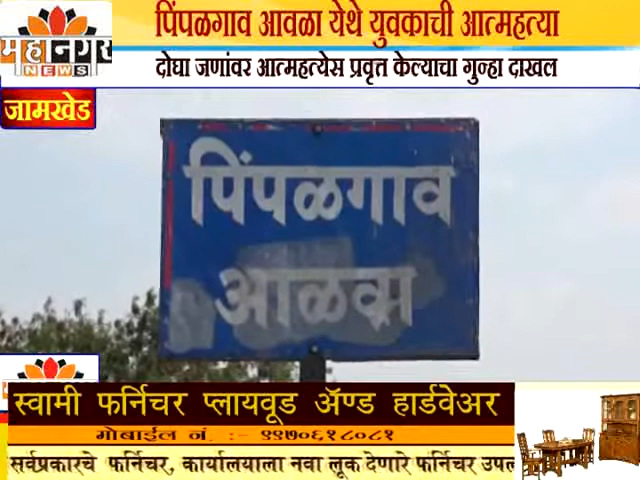 महानगर
NEWS
पिंपळगाव आवळा येथे युवकाची आत्महत्या
दोघा जणांवर आत्महत्येस प्रवृत्त केल्याचा गुन्हा दाखल
जामखेड
पिंपळगाव
आळवा
स्वामी फर्निचर प्लायवूड ॲण्ड हार्डवेअर
मोबाईल नं. :- ९९७०६१८०८१
सर्वप्रकारचे फर्निचर, कार्यालयाला नवा लूक देणारे फर्निचर उपल